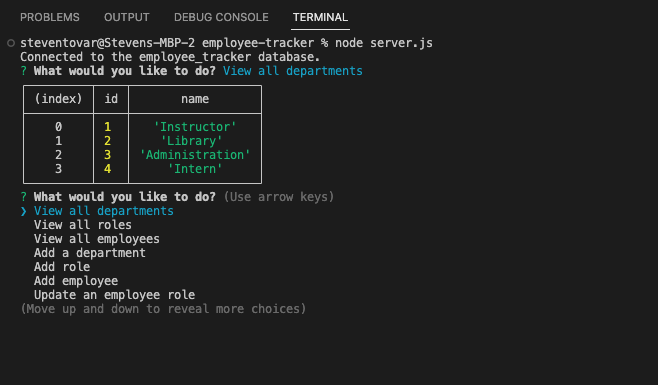 PROBLEMS OUTPUT DEBUG CONSOLE TERMINAL
steventovar@Stevens-MBP-2 employee-tracker % node server.js
Connected to the employee_tracker database.
? What would you like to do? View all departments
(index) id name
0 1 'Instructor'
1 2 'Library'
2 3 'Administration'
3 4 'Intern'
? What would you like to do? (Use arrow keys)
❯ View all departments
View all roles
View all employees
Add a department
Add role
Add employee
Update an employee role
(Move up and down to reveal more choices)